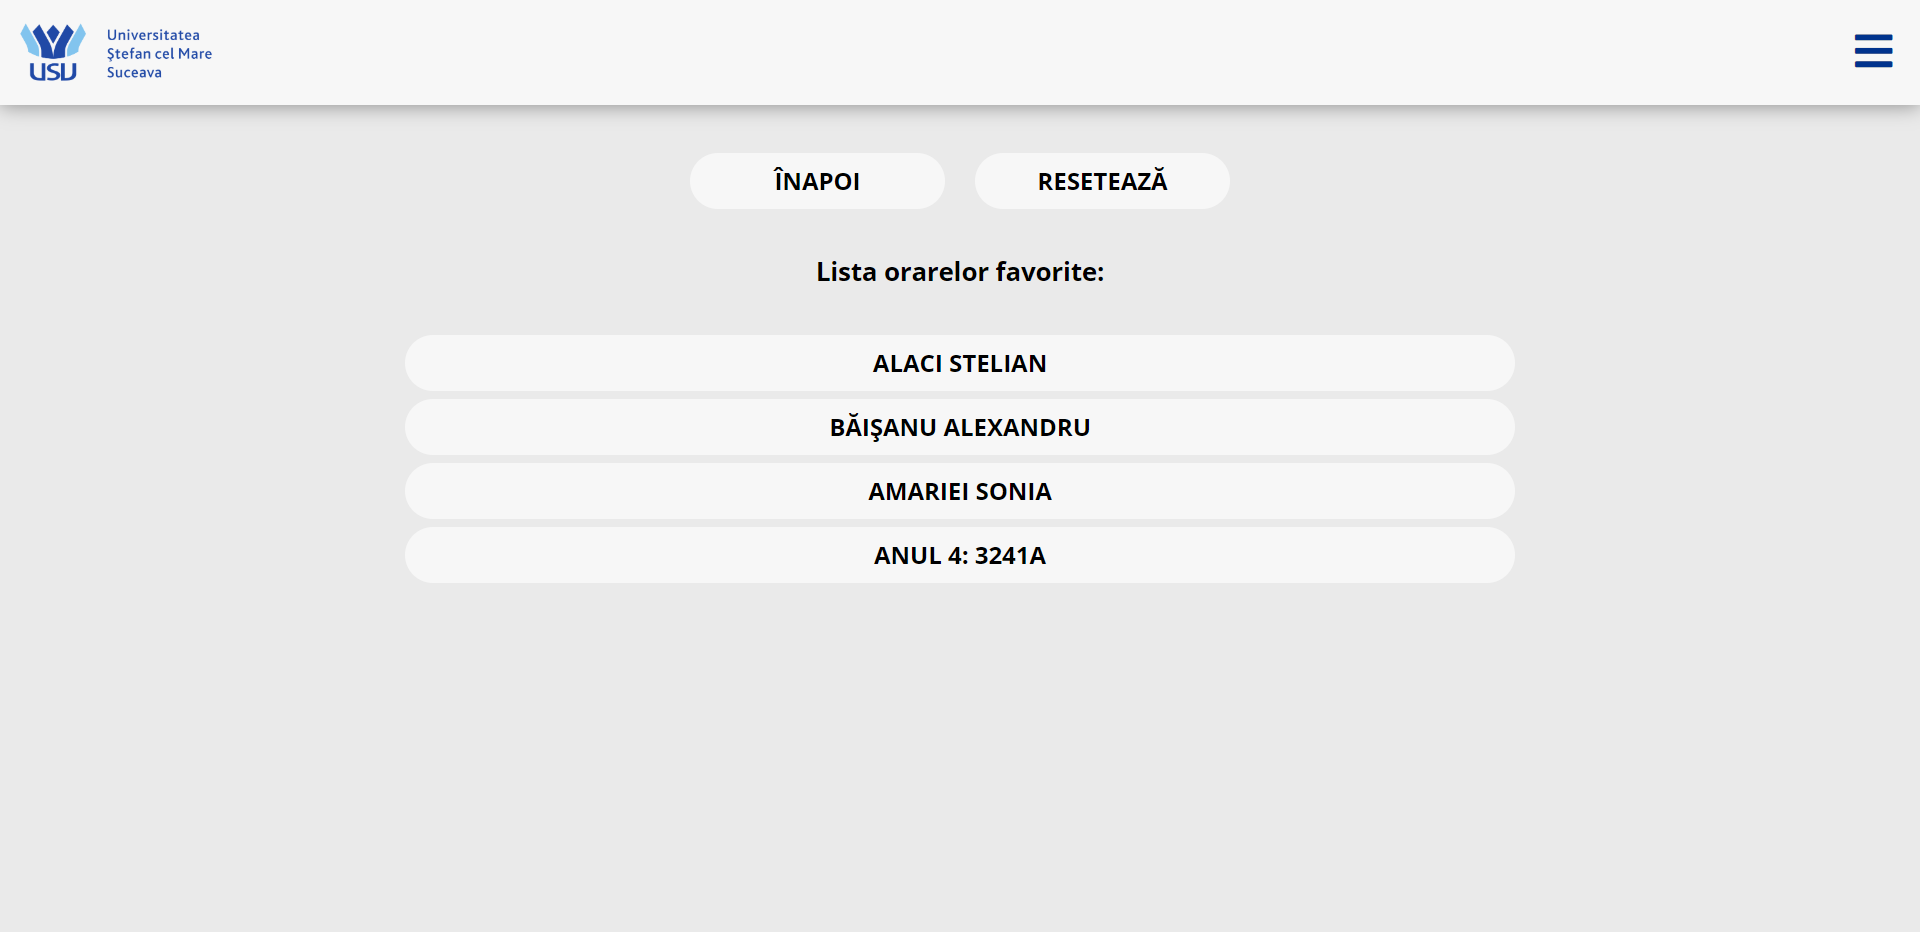 USU
Universitatea
Ștefan cel Mare
Suceava
ÎNAPOI
RESETEAZĂ
Lista orarelor favorite:
ALACI STELIAN
BĂIŞANU ALEXANDRU
AMARIEI SONIA
ANUL 4: 3241A